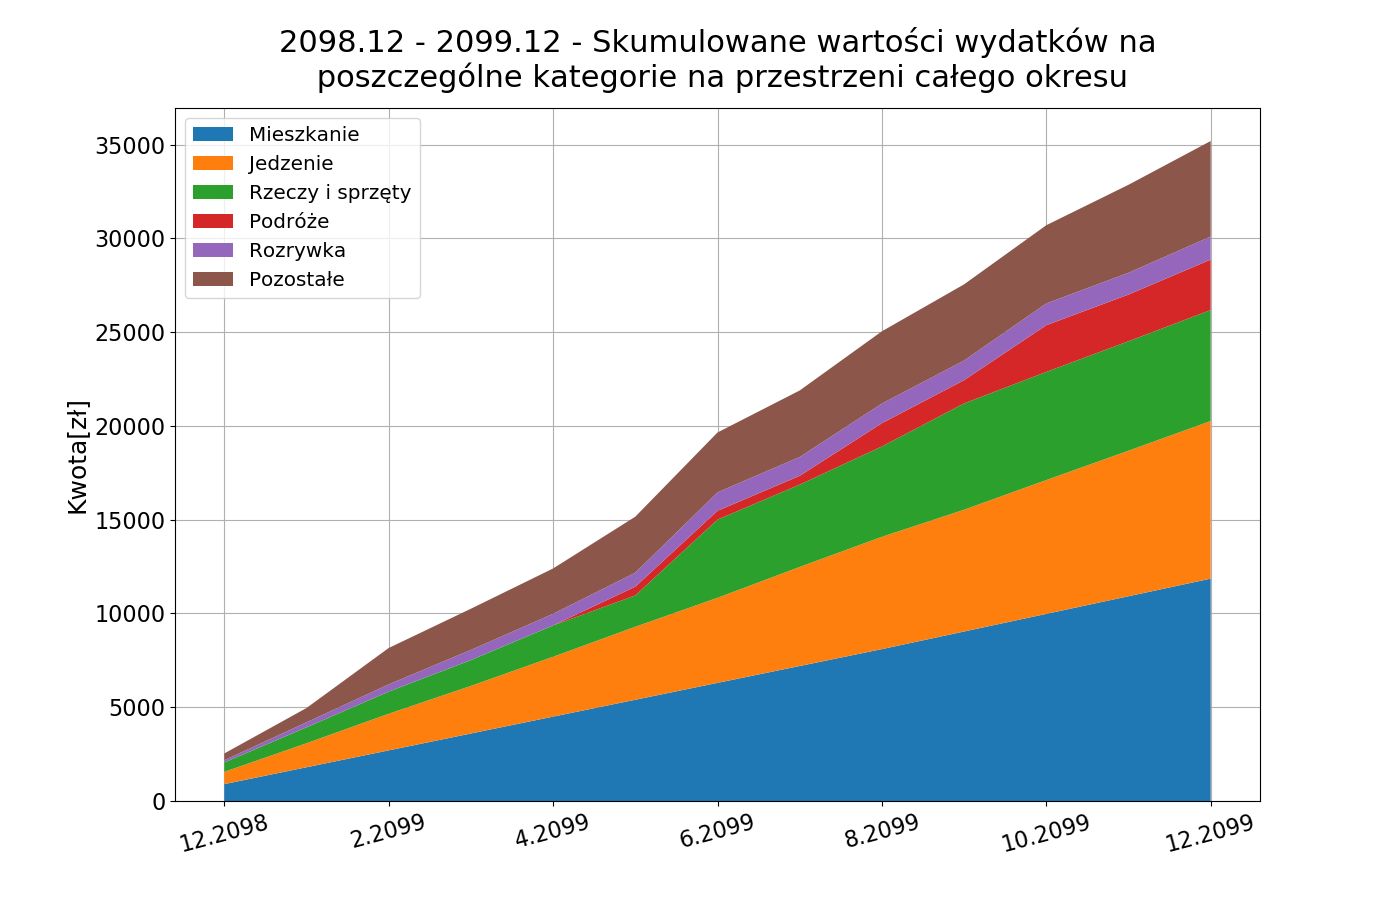 2098.12 - 2099.12 - Skumulowane wartości wydatków na
poszczególne kategorie na przestrzeni całego okresu
Mieszkanie
Jedzenie
Rzeczy i sprzęty
Podróże
Rozrywka
Pozostałe
Kwota[zł]
35000
30000
25000
20000
15000
10000
5000
0
12.2098
2.2099
4.2099
6.2099
8.2099
10.2099
12.2099